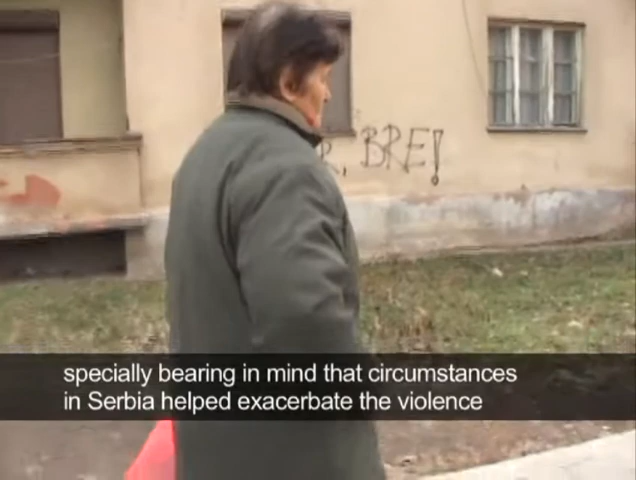 , BRE!
specially bearing in mind that circumstances
in Serbia helped exacerbate the violence